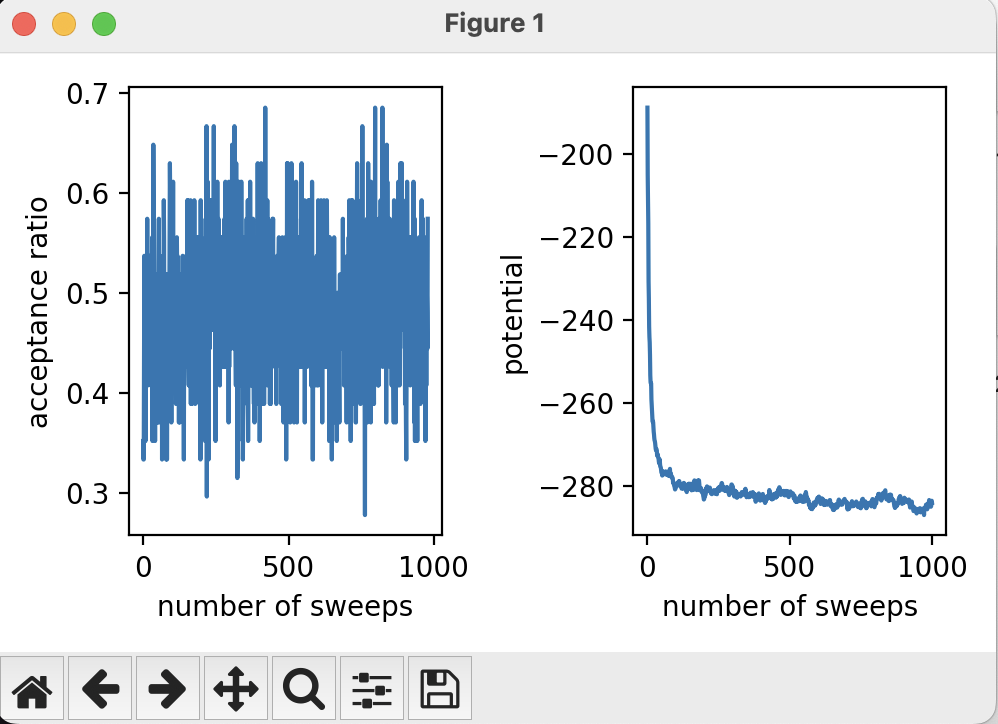 Figure 1
0.7
0.6
0.5
0.4
0.3
acceptance ratio
0 500 1000
number of sweeps
−200
−220
−240
−260
−280
potential
0 500 1000
number of sweeps